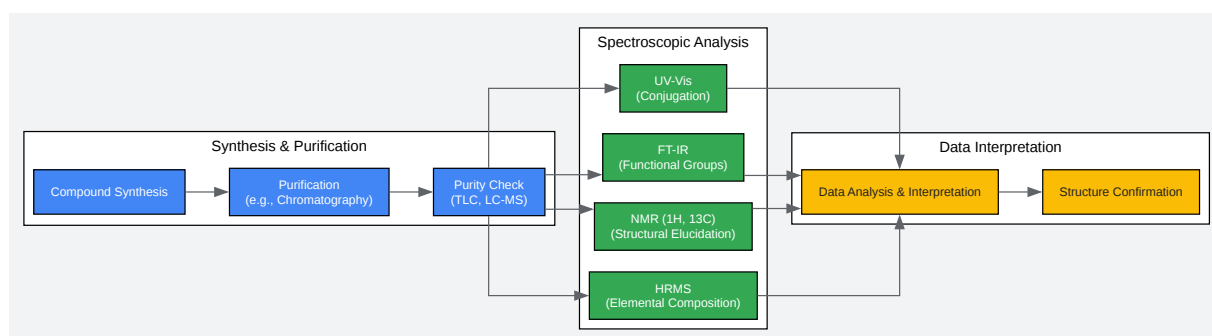 Spectroscopic Analysis
UV-Vis
(Conjugation)
Synthesis & Purification
FT-IR
(Functional Groups)
Data Interpretation
Compound Synthesis
Purification
(e.g., Chromatography)
Purity Check
(TLC, LC-MS)
Data Analysis & Interpretation
Structure Confirmation
NMR (1H, 13C)
(Structural Elucidation)
HRMS
(Elemental Composition)